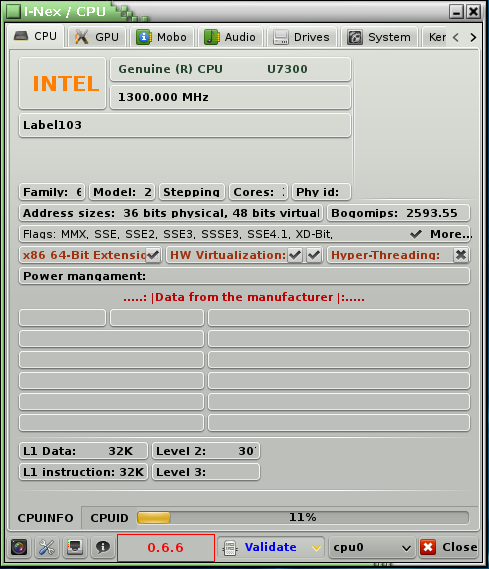 I-Nex / CPU
CPU GPU Mobo Audio Drives System Ker
INTEL
Genuine (R) CPU U7300
1300.000 MHz
Label103
Family: 6 Model: 2 Stepping Cores: Phy id:
Address sizes: 36 bits physical, 48 bits virtual Bogomips: 2593.55
Flags: MMX, SSE, SSE2, SSE3, SSSE3, SSE4.1, XD-Bit, More...
x86 64-Bit Extensio HW Virtualization: Hyper-Threading:
Power mangament:
.....: |Data from the manufacturer |:.....
L1 Data: 32K Level 2: 30
L1 instruction: 32K Level 3:
CPUINFO CPUID 11%
0.6.6 Validate cpu0 Close